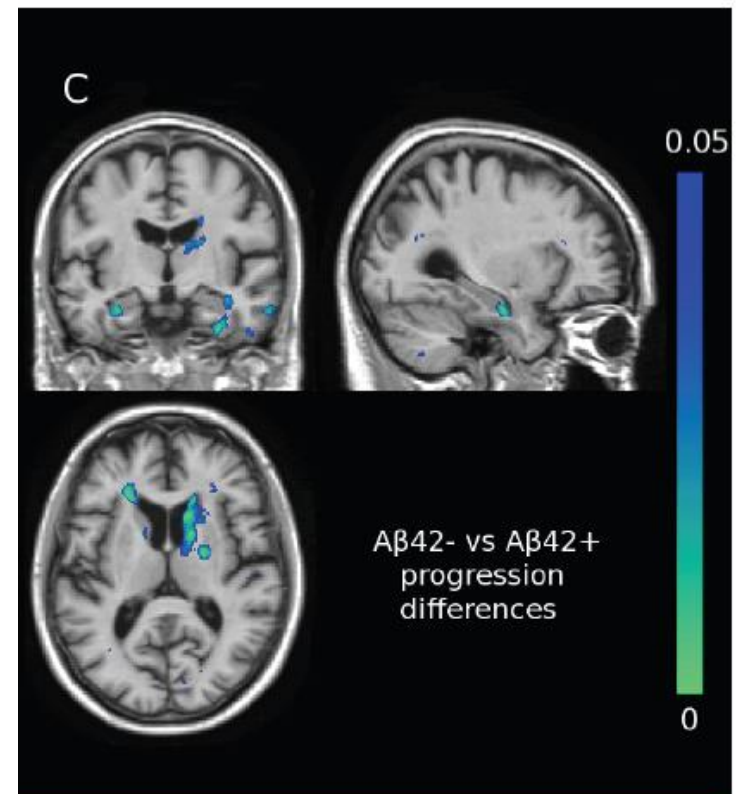 C
0.05
Aβ42- vs Aβ42+
progression
differences
0